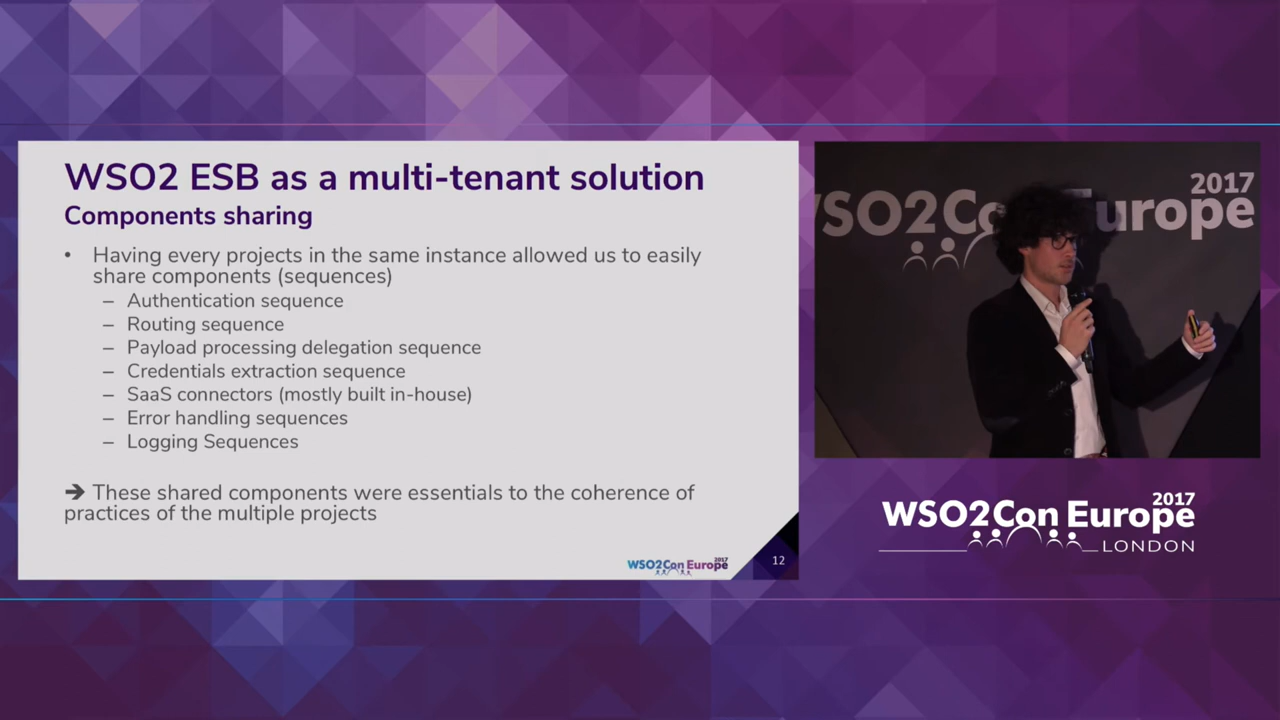 WSO2 ESB as a multi-tenant solution
Components sharing
• Having every projects in the same instance allowed us to easily
share components (sequences)
– Authentication sequence
– Routing sequence
– Payload processing delegation sequence
– Credentials extraction sequence
– SaaS connectors (mostly built in-house)
– Error handling sequences
– Logging Sequences
➔ These shared components were essentials to the coherence of
practices of the multiple projects
WSO2Con Europe 2017
12
2017
WSO2Con Europe
2017
WSO2Con Europe
LONDON